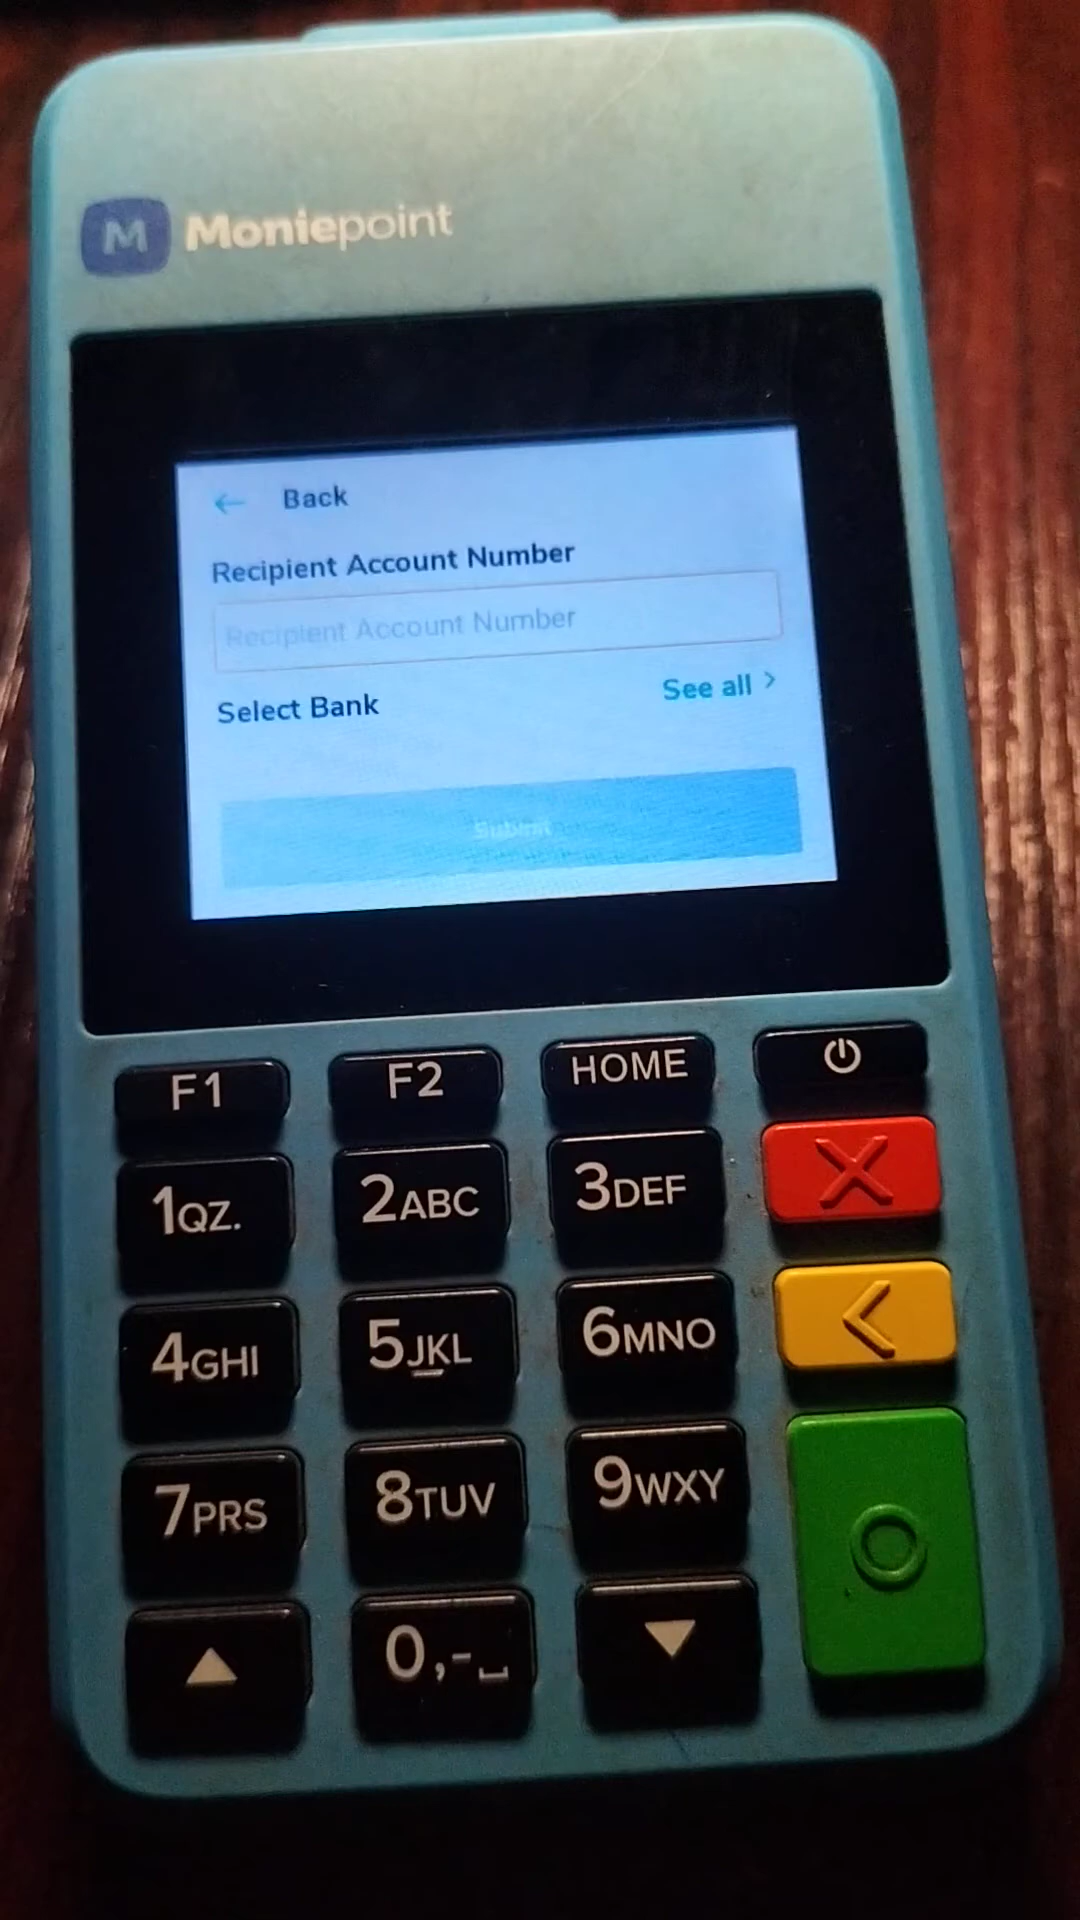 M Moniepoint
← Back
Recipient Account Number
Recipient Account Number
Select Bank
See all >
Submit
F1
F2
HOME
1QZ.
2ABC
3DEF
4GHI
5JKL
6MNO
7PRS
8TUV
9WXY
0,-⎵